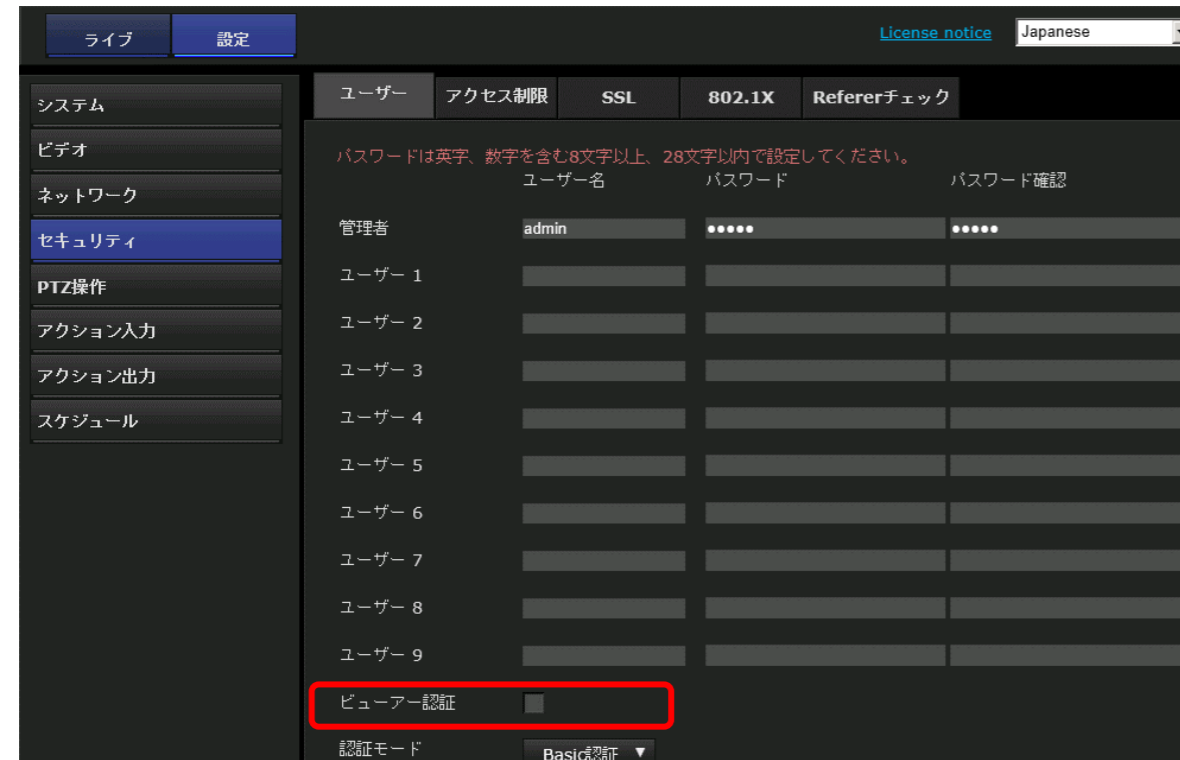 ライブ 設定 License notice Japanese
ユーザー アクセス制限 SSL 802.1X Refererチェック
システム
ビデオ
ネットワーク
セキュリティ
PTZ操作
アクション入力
アクション出力
スケジュール
パスワードは英字、数字を含む8文字以上、28文字以内で設定してください。
ユーザー名 パスワード パスワード確認
管理者 admin ••••• •••••
ユーザー 1
ユーザー 2
ユーザー 3
ユーザー 4
ユーザー 5
ユーザー 6
ユーザー 7
ユーザー 8
ユーザー 9
ビューアー認証
認証モード Basic認証 ▼